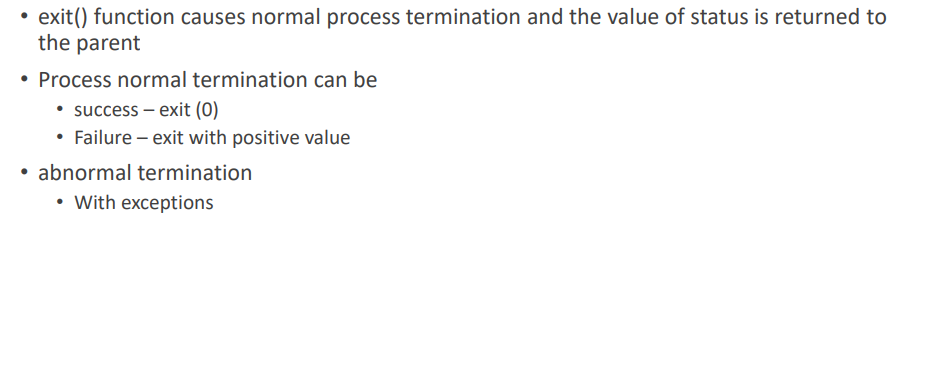 • exit() function causes normal process termination and the value of status is returned to
the parent
• Process normal termination can be
• success – exit (0)
• Failure – exit with positive value
• abnormal termination
• With exceptions